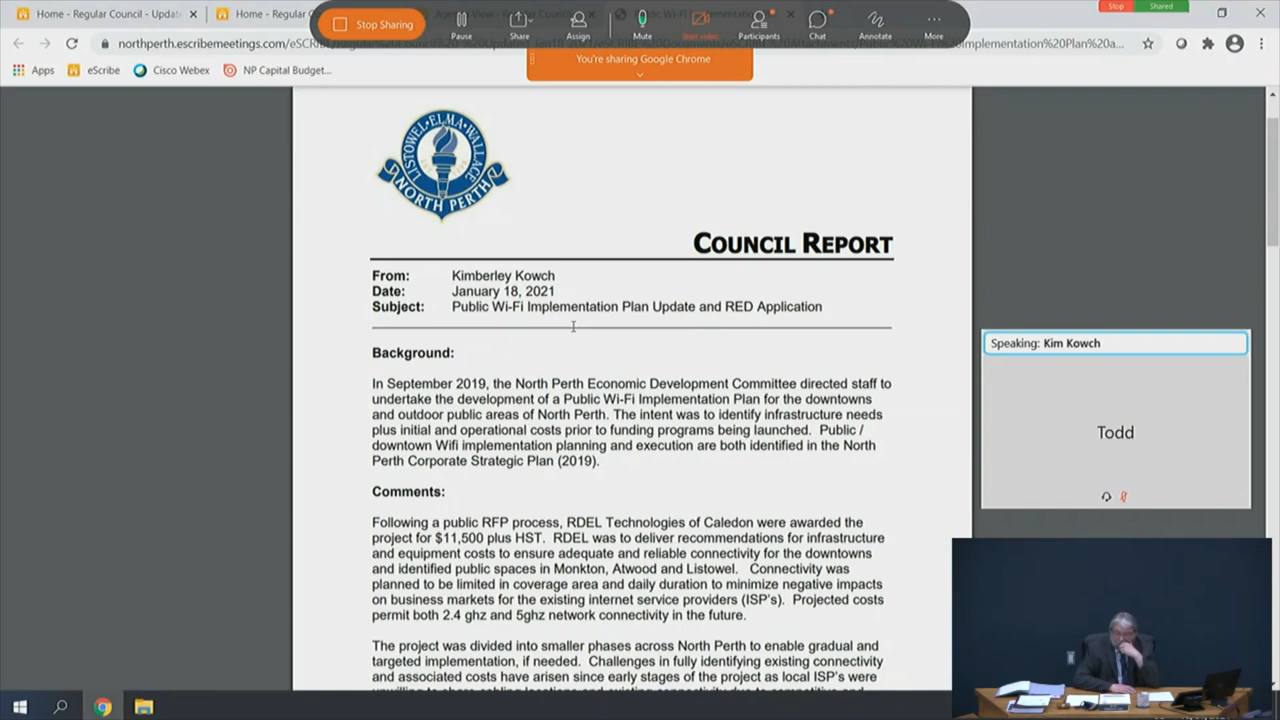 Home - Regular Council - Updat
Home - Regular O
Stop Sharing
Pause
Share
Assign
Mute
Start video
Participants
Chat
Annotate
More
Stop
Shared
northperth.escribemeetings.com/
You're sharing Google Chrome
Apps
eScribe
Cisco Webex
NP Capital Budget...
LISTOWEL·ELMA·WALLACE
NORTH PERTH
COUNCIL REPORT
From: Kimberley Kowch
Date: January 18, 2021
Subject: Public Wi-Fi Implementation Plan Update and RED Application
Background:
In September 2019, the North Perth Economic Development Committee directed staff to
undertake the development of a Public Wi-Fi Implementation Plan for the downtowns
and outdoor public areas of North Perth. The intent was to identify infrastructure needs
plus initial and operational costs prior to funding programs being launched. Public /
downtown Wifi implementation planning and execution are both identified in the North
Perth Corporate Strategic Plan (2019).
Comments:
Following a public RFP process, RDEL Technologies of Caledon were awarded the
project for $11,500 plus HST. RDEL was to deliver recommendations for infrastructure
and equipment costs to ensure adequate and reliable connectivity for the downtowns
and identified public spaces in Monkton, Atwood and Listowel. Connectivity was
planned to be limited in coverage area and daily duration to minimize negative impacts
on business markets for the existing internet service providers (ISP's). Projected costs
permit both 2.4 ghz and 5ghz network connectivity in the future.
The project was divided into smaller phases across North Perth to enable gradual and
targeted implementation, if needed. Challenges in fully identifying existing connectivity
and associated costs have arisen since early stages of the project as local ISP's were
Speaking: Kim Kowch
Todd